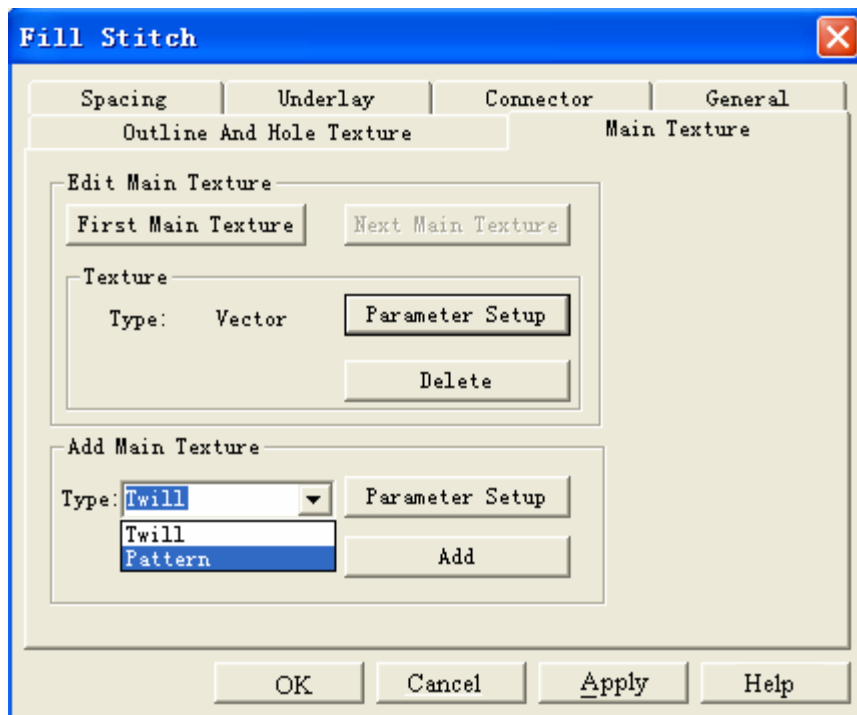 Fill Stitch
Spacing Underlay Connector General
Outline And Hole Texture Main Texture
Edit Main Texture
First Main Texture Next Main Texture
Texture
Type: Vector Parameter Setup
Delete
Add Main Texture
Type: Twill Parameter Setup
Twill
Pattern Add
OK Cancel Apply Help